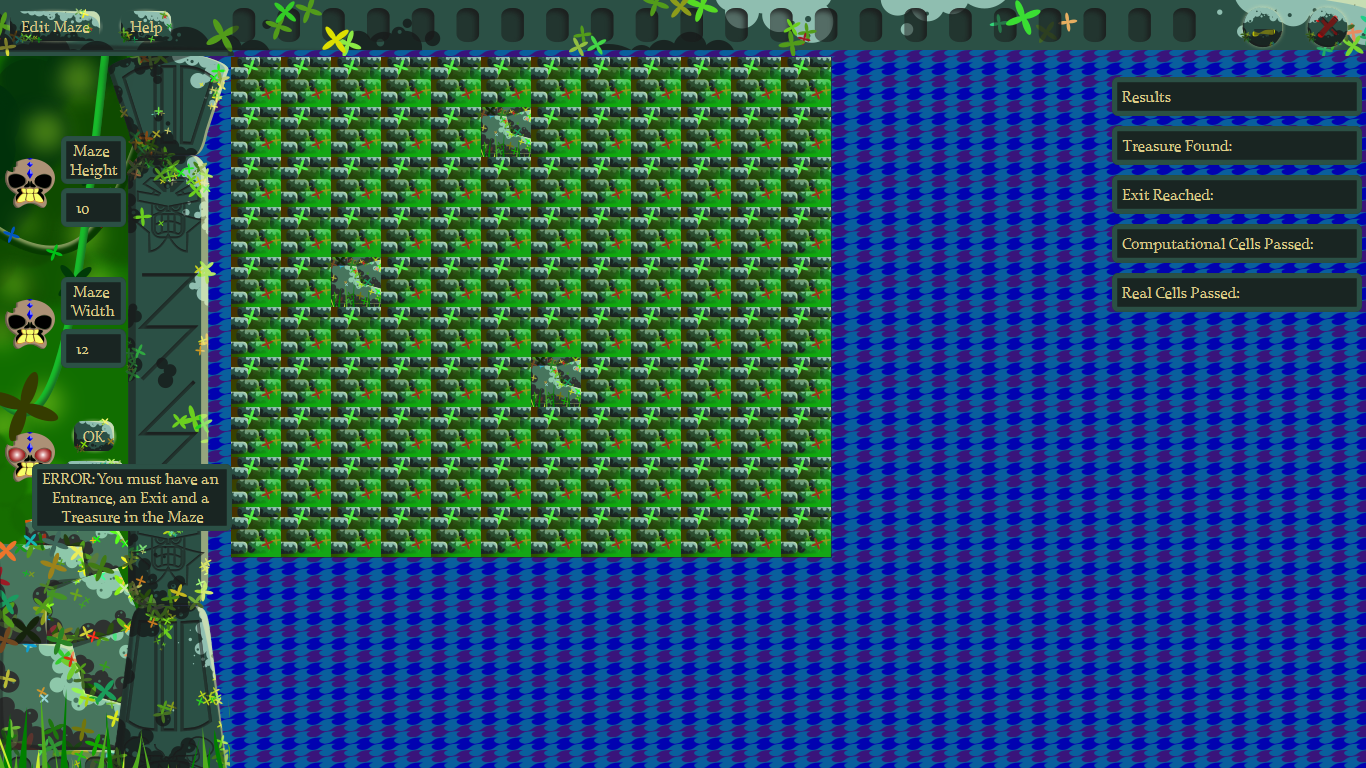 Edit Maze
Help
Maze
Height
10
Maze
Width
12
OK
ERROR: You must have an
Entrance, an Exit and a
Treasure in the Maze
Results
Treasure Found:
Exit Reached:
Computational Cells Passed:
Real Cells Passed: